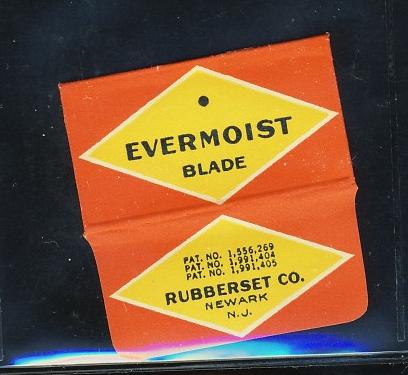 EVERMOIST
BLADE
PAT. NO. 1,556,269
PAT. NO. 1,991,404
PAT. NO. 1,991,405
RUBBERSET CO.
NEWARK
N.J.